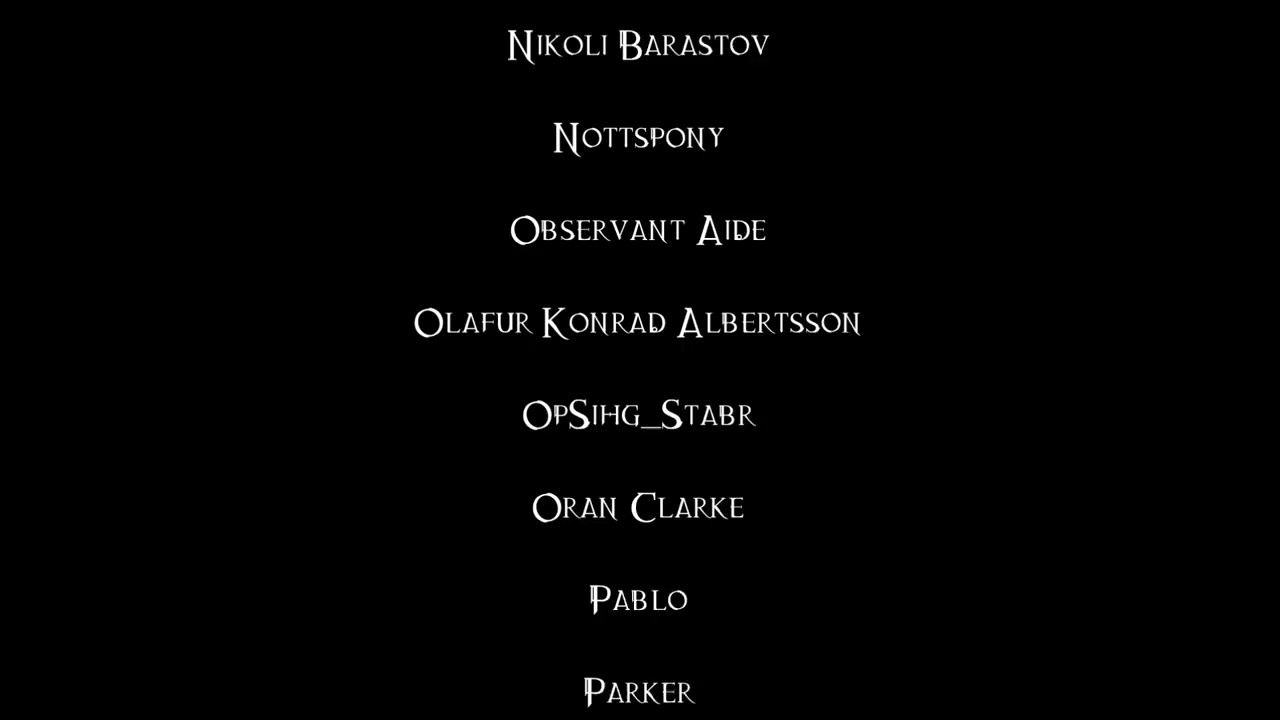 Nikoli Barastov
Nottspony
Observant Aide
Olafur Konrad Albertsson
OpSihg_Stabr
Oran Clarke
Pablo
Parker